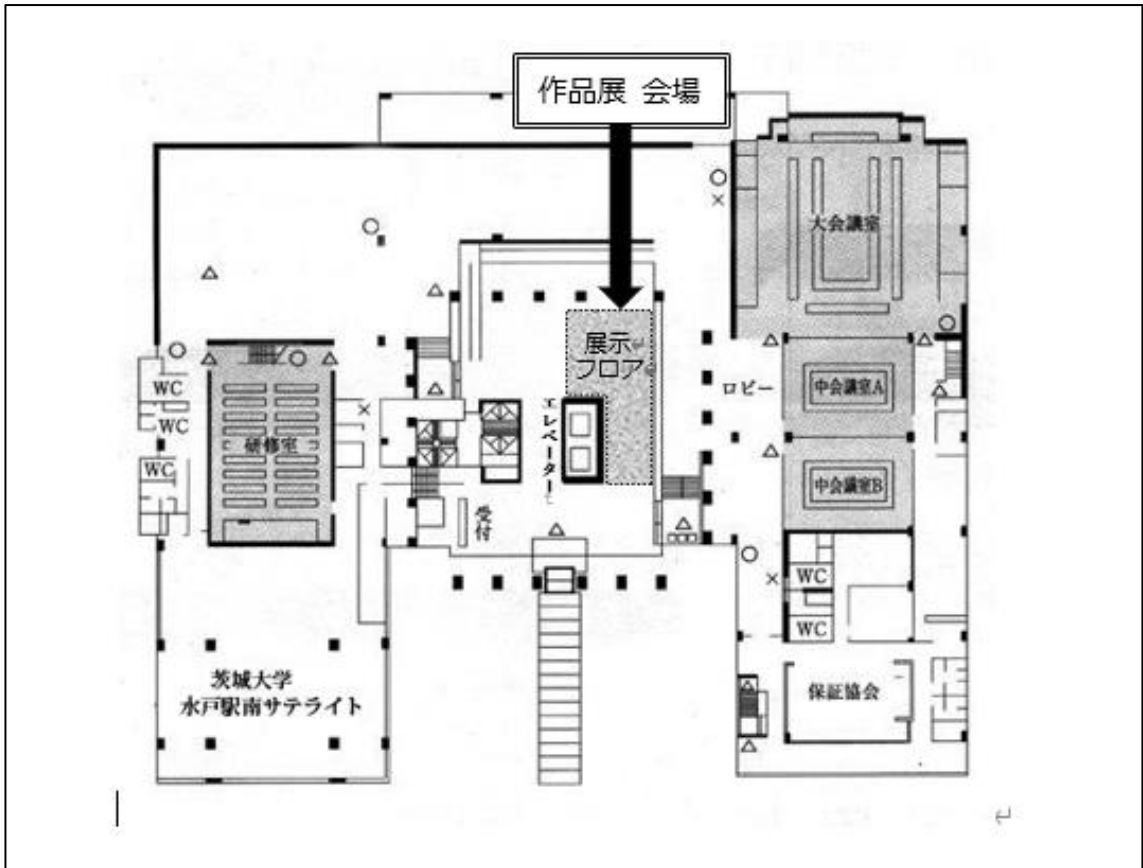 作品展 会場
大会議室
展示
フロア
ロビー
中会議室A
WC
WC
エレベーター
研修室
WC
中会議室B
受付
WC
WC
茨城大学
水戸駅南サテライト
保証協会